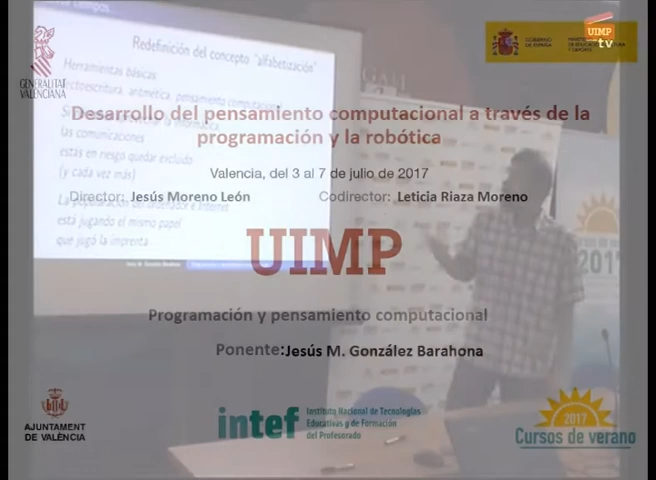 Redefinición del concepto "alfabetización"
Herramientas básicas:
lectoescritura, aritmética, pensamiento computacional
las comunicaciones
estás en riesgo quedar excluido
(y cada vez más)
está jugando el mismo papel
que jugó la imprenta
GENERALITAT
VALENCIANA
GOBIERNO
DE ESPAÑA
UIMP
tv
Desarrollo del pensamiento computacional a través de la
programación y la robótica
Valencia, del 3 al 7 de julio de 2017
Director: Jesús Moreno León
Codirector: Leticia Riaza Moreno
UIMP
Programación y pensamiento computacional
Ponente: Jesús M. González Barahona
AJUNTAMENT
DE VALÈNCIA
intef
Instituto Nacional de Tecnologías
Educativas y de Formación
del Profesorado
2017
Cursos de verano